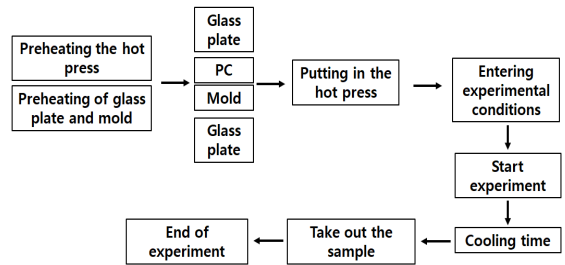 Preheating the hot
press
Preheating of glass
plate and mold
Glass
plate
PC
Mold
Glass
plate
Putting in the
hot press
Entering
experimental
conditions
Start
experiment
Cooling time
Take out the
sample
End of
experiment